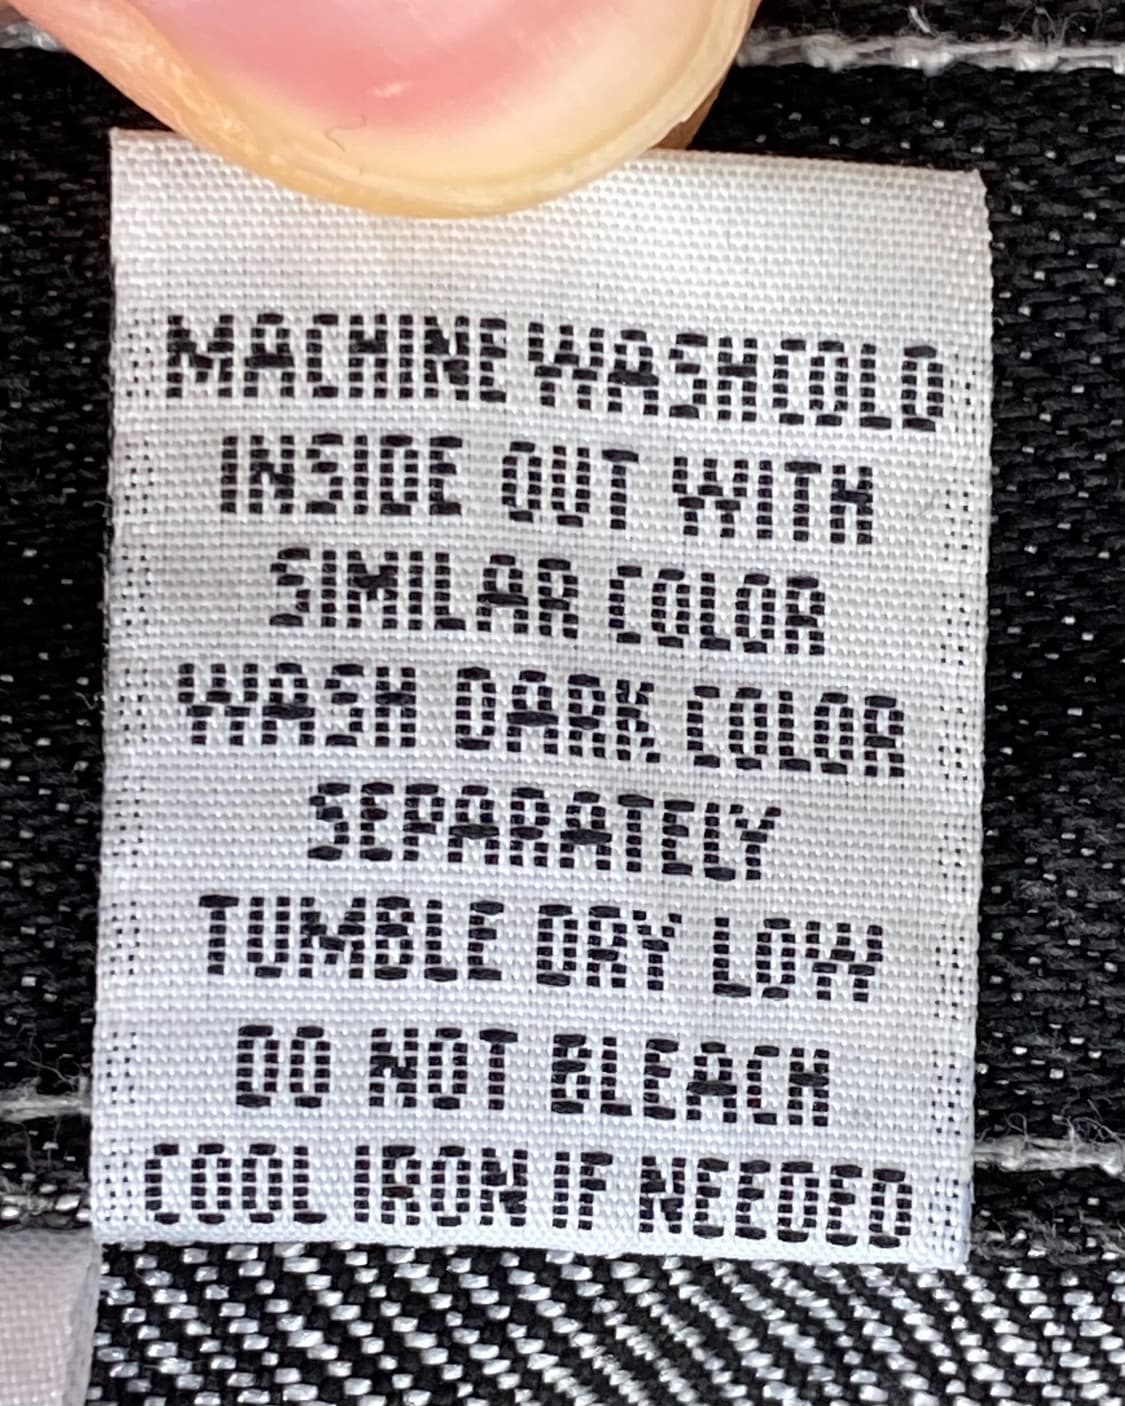 MACHINE WASH COLD
INSIDE OUT WITH
SIMILAR COLOR
WASH DARK COLOR
SEPARATELY
TUMBLE DRY LOW
DO NOT BLEACH
COOL IRON IF NEEDED